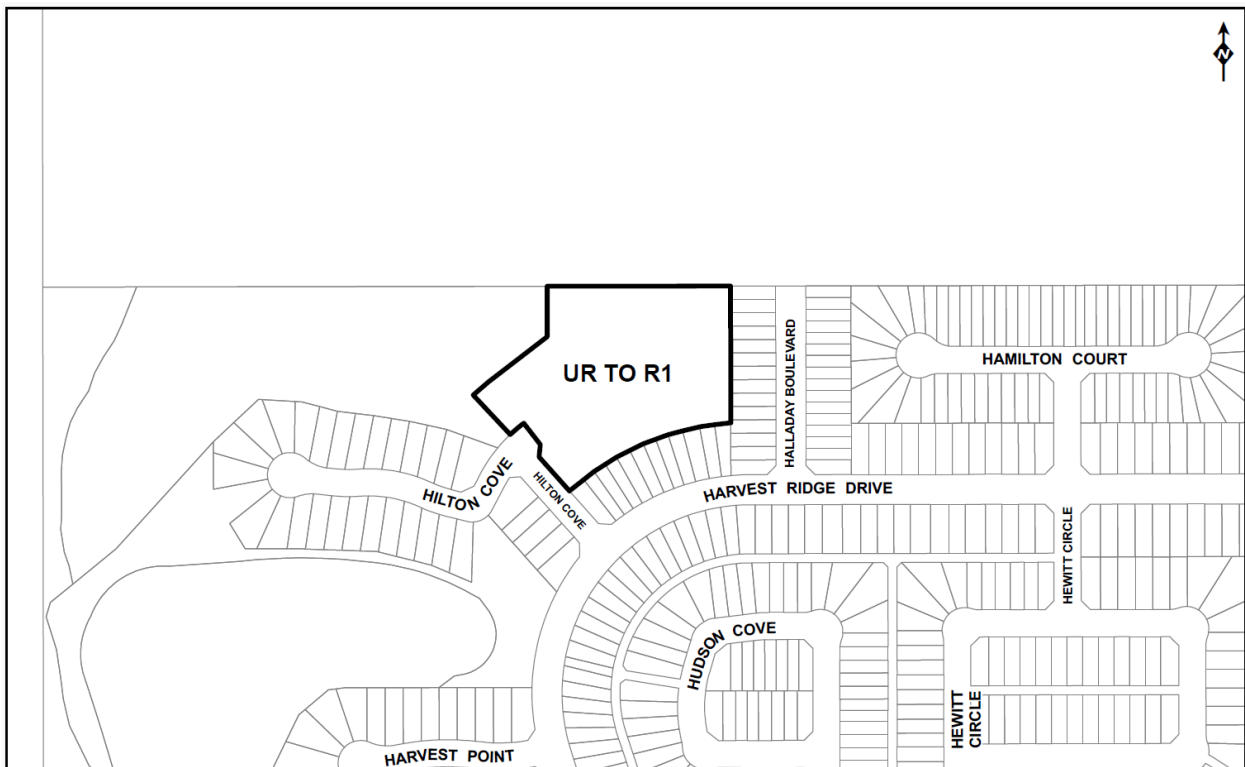 N
HALLADAY BOULEVARD
HAMILTON COURT
UR TO R1
HILTON COVE
HILTON COVE
HARVEST RIDGE DRIVE
HEWITT CIRCLE
HUDSON COVE
HEWITT
CIRCLE
HARVEST POINT